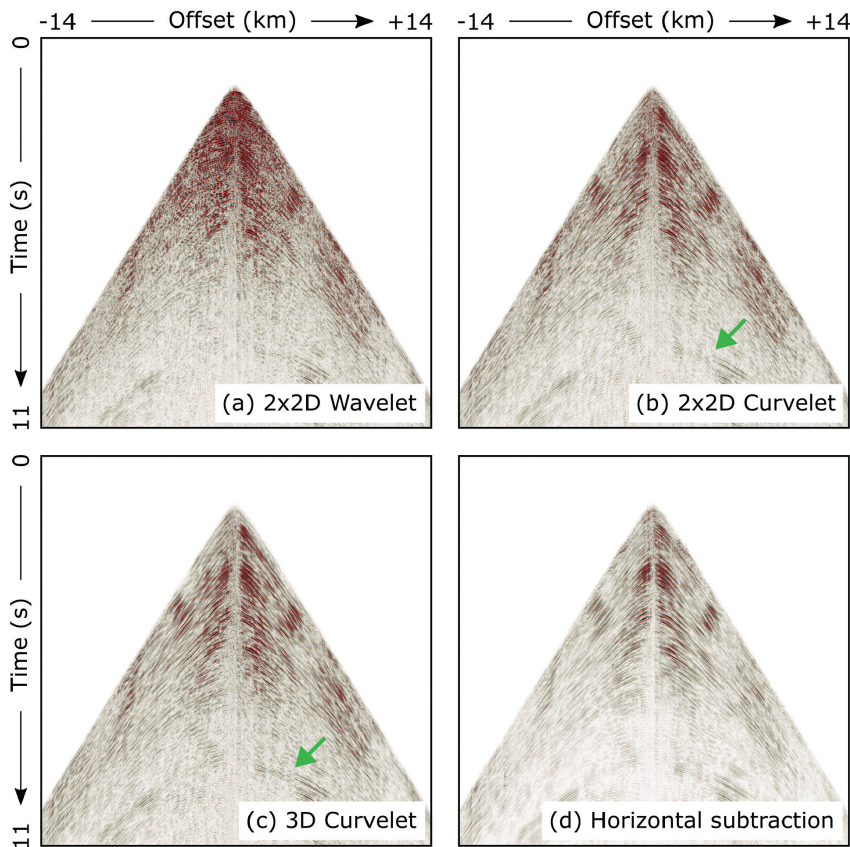 -14 Offset (km) +14
-14 Offset (km) +14
0
Time (s)
11
(a) 2x2D Wavelet
(b) 2x2D Curvelet
0
Time (s)
11
(c) 3D Curvelet
(d) Horizontal subtraction